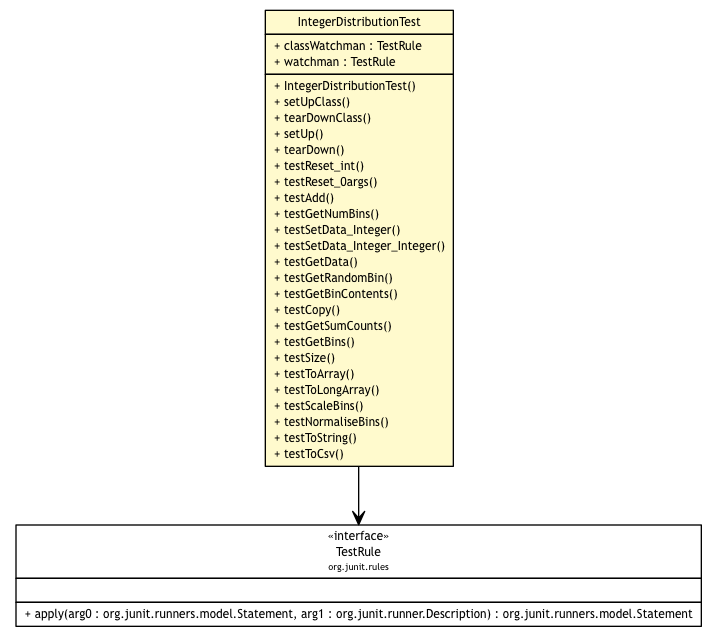 IntegerDistributionTest
+ classWatchman : TestRule
+ watchman : TestRule
+ IntegerDistributionTest()
+ setUpClass()
+ tearDownClass()
+ setUp()
+ tearDown()
+ testReset_int()
+ testReset_0args()
+ testAdd()
+ testGetNumBins()
+ testSetData_Integer()
+ testSetData_Integer_Integer()
+ testGetData()
+ testGetRandomBin()
+ testGetBinContents()
+ testCopy()
+ testGetSumCounts()
+ testGetBins()
+ testSize()
+ testToArray()
+ testToLongArray()
+ testScaleBins()
+ testNormaliseBins()
+ testToString()
+ testToCsv()
«interface»
TestRule
org.junit.rules
+ apply(arg0 : org.junit.runners.model.Statement, arg1 : org.junit.runner.Description) : org.junit.runners.model.Statement